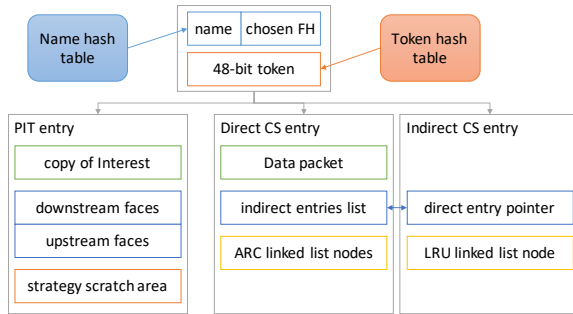 Name hash
table
name
chosen FH
48-bit token
Token hash
table
PIT entry
copy of Interest
downstream faces
upstream faces
strategy scratch area
Direct CS entry
Data packet
indirect entries list
ARC linked list nodes
Indirect CS entry
direct entry pointer
LRU linked list node